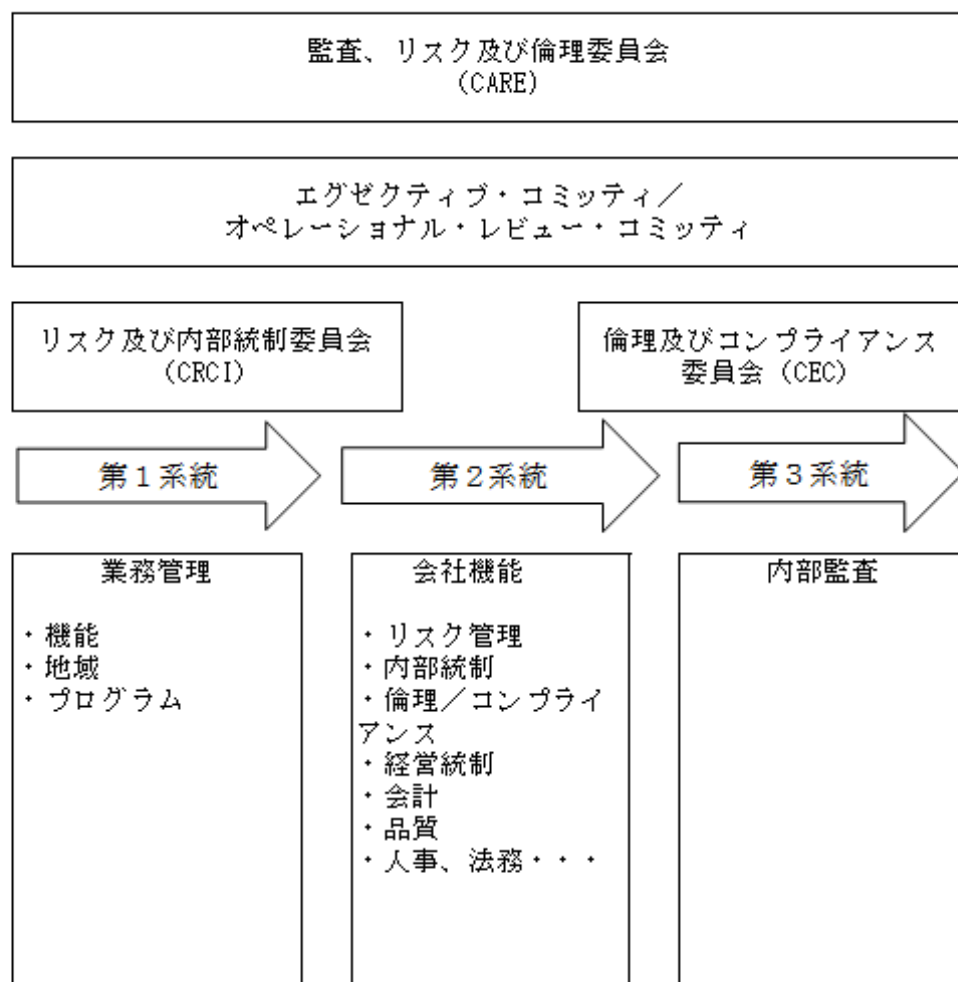 監査、リスク及び倫理委員会
(CARE)
エグゼクティブ・コミッティ／
オペレーショナル・レビュー・コミッティ
リスク及び内部統制委員会
(CRCI)
倫理及びコンプライアンス
委員会 (CEC)
第１系統
第２系統
第３系統
業務管理
・機能
・地域
・プログラム
会社機能
・リスク管理
・内部統制
・倫理／コンプライ
アンス
・経営統制
・会計
・品質
・人事、法務・・・
内部監査